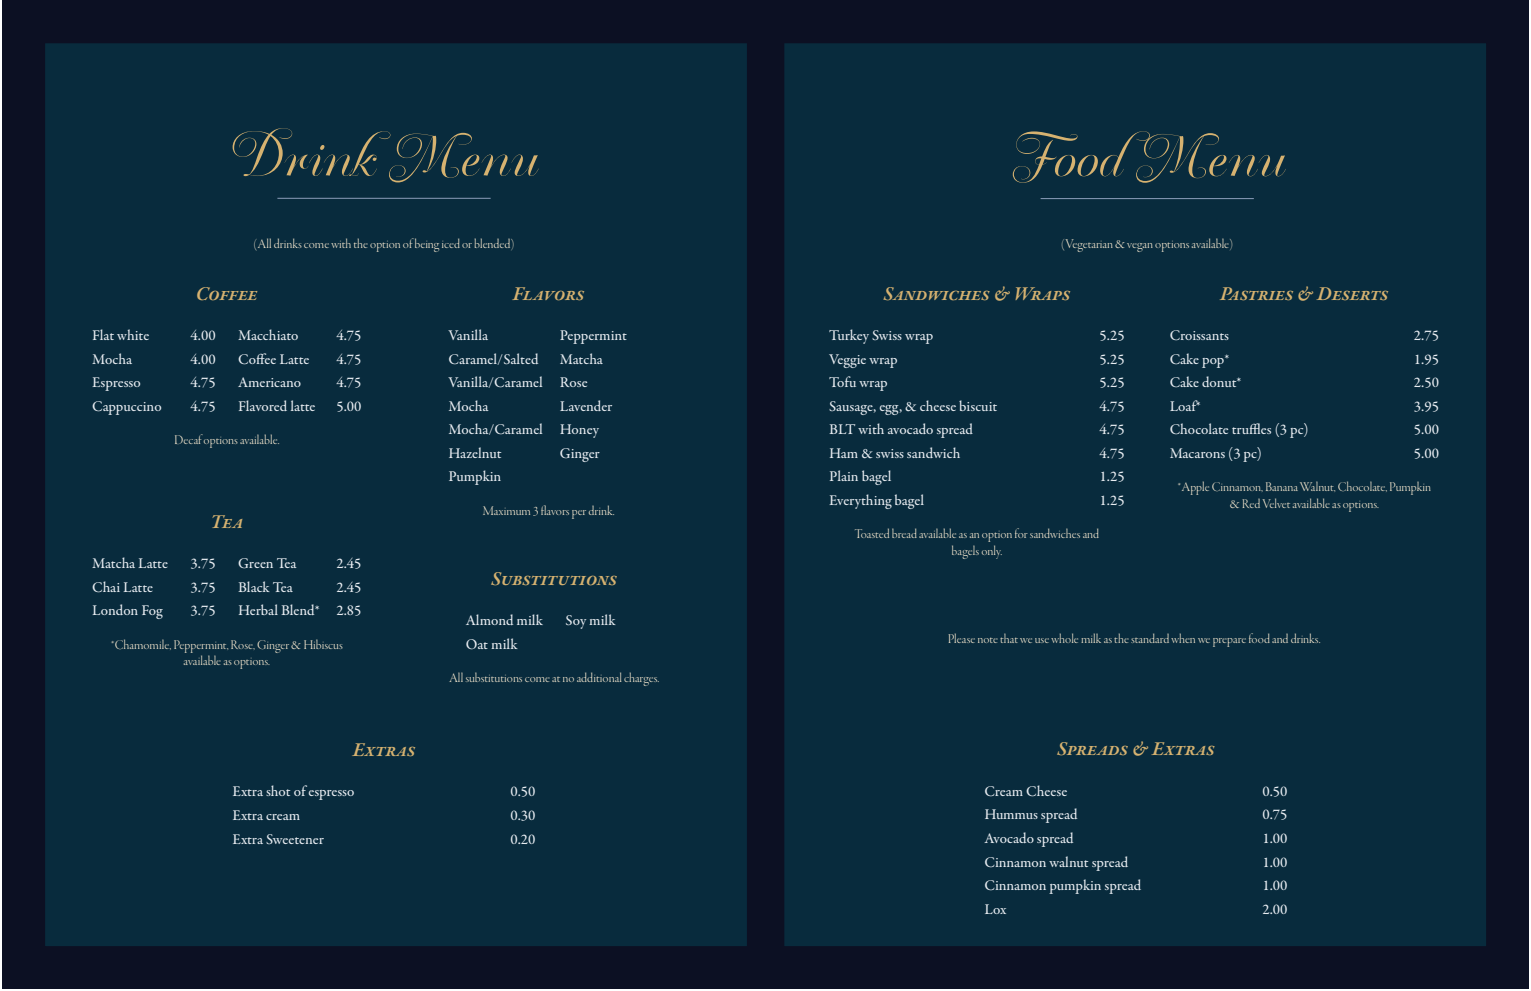 Drink Menu
(All drinks come with the option of being iced or blended)
Coffee
Flat white 4.00 Macchiato 4.75
Mocha 4.00 Coffee Latte 4.75
Espresso 4.75 Americano 4.75
Cappuccino 4.75 Flavored latte 5.00
Decaf options available.
Tea
Matcha Latte 3.75 Green Tea 2.45
Chai Latte 3.75 Black Tea 2.45
London Fog 3.75 Herbal Blend* 2.85
*Chamomile, Peppermint, Rose, Ginger & Hibiscus
available as options.
Flavors
Vanilla Peppermint
Caramel/Salted Matcha
Vanilla/Caramel Rose
Mocha Lavender
Mocha/Caramel Honey
Hazelnut Ginger
Pumpkin
Maximum 3 flavors per drink.
Substitutions
Almond milk Soy milk
Oat milk
All substitutions come at no additional charges.
Extras
Extra shot of espresso 0.50
Extra cream 0.30
Extra Sweetener 0.20
Food Menu
(Vegetarian & vegan options available)
Sandwiches & Wraps
Turkey Swiss wrap 5.25
Veggie wrap 5.25
Tofu wrap 5.25
Sausage, egg, & cheese biscuit 4.75
BLT with avocado spread 4.75
Ham & swiss sandwich 4.75
Plain bagel 1.25
Everything bagel 1.25
Toasted bread available as an option for sandwiches and
bagels only.
Pastries & Deserts
Croissants 2.75
Cake pop* 1.95
Cake donut* 2.50
Loaf* 3.95
Chocolate truffles (3 pc) 5.00
Macarons (3 pc) 5.00
*Apple Cinnamon, Banana Walnut, Chocolate, Pumpkin
& Red Velvet available as options.
Please note that we use whole milk as the standard when we prepare food and drinks.
Spreads & Extras
Cream Cheese 0.50
Hummus spread 0.75
Avocado spread 1.00
Cinnamon walnut spread 1.00
Cinnamon pumpkin spread 1.00
Lox 2.00